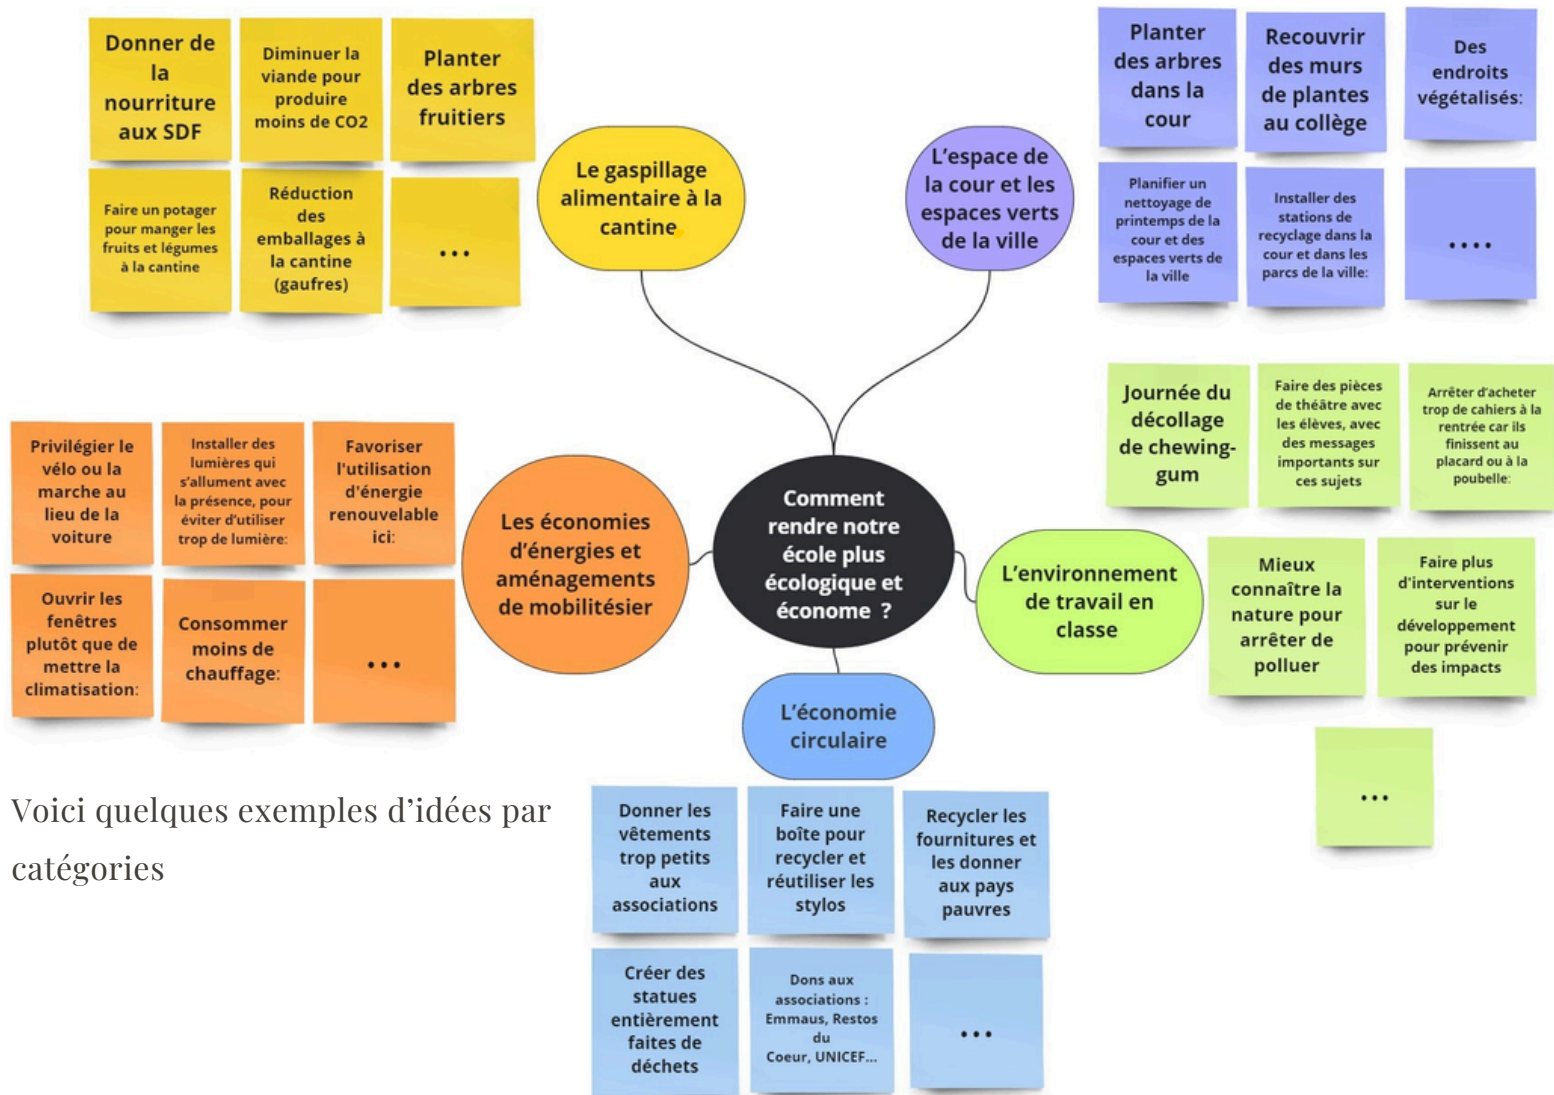 Donner de
la
nourriture
aux SDF
Diminuer la
viande pour
produire
moins de CO2
Planter
des arbres
fruitiers
Faire un potager
pour manger les
fruits et légumes
à la cantine
Réduction
des
emballages à
la cantine
(gaufres)
...
Le gaspillage
alimentaire à la
cantine
L'espace de
la cour et les
espaces verts
de la ville
Planter
des arbres
dans la
cour
Recouvrir
des murs
de plantes
au collège
Des
endroits
végétalisés:
Planifier un
nettoyage de
printemps de la
cour et des
espaces verts de
la ville
Installer des
stations de
recyclage dans la
cour et dans les
parcs de la ville:
....
Privilégier le
vélo ou la
marche au
lieu de la
voiture
Installer des
lumières qui
s'allument avec
la présence, pour
éviter d'utiliser
trop de lumière:
Favoriser
l'utilisation
d'énergie
renouvelable
ici:
Ouvrir les
fenêtres
plutôt que de
mettre la
climatisation:
Consommer
moins de
chauffage:
...
Les économies
d'énergies et
aménagements
de mobilitésier
Comment
rendre notre
école plus
écologique et
économe ?
L'environnement
de travail en
classe
Journée du
décollage
de chewing-
gum
Faire des pièces
de théâtre avec
les élèves, avec
des messages
importants sur
ces sujets
Arrêter d'acheter
trop de cahiers à la
rentrée car ils
finissent au
placard ou à la
poubelle:
Mieux
connaître la
nature pour
arrêter de
polluer
Faire plus
d'interventions
sur le
développement
pour prévenir
des impacts
...
L'économie
circulaire
Voici quelques exemples d'idées par
catégories
Donner les
vêtements
trop petits
aux
associations
Faire une
boîte pour
recycler et
réutiliser les
stylos
Recycler les
fournitures et
les donner
aux pays
pauvres
Créer des
statues
entièrement
faites de
déchets
Dons aux
associations :
Emmaus, Restos
du
Coeur, UNICEF...
...